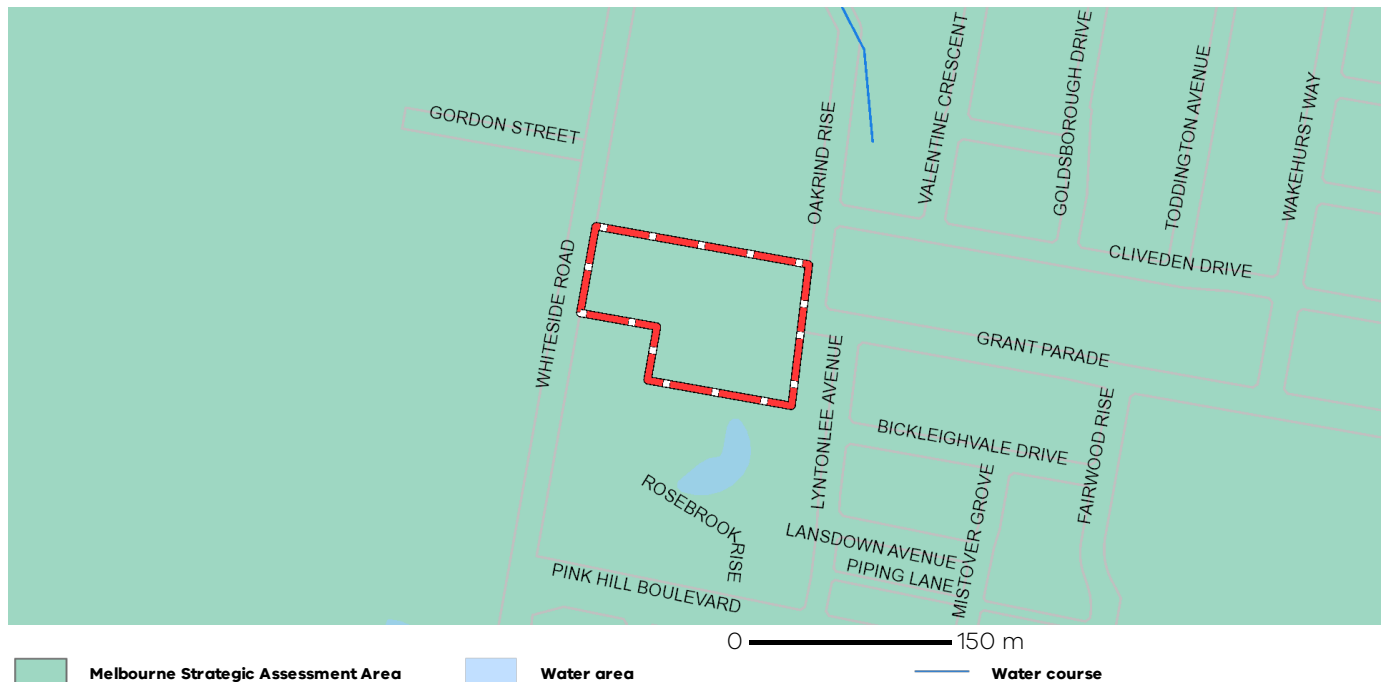 VALENTINE CRESCENT
GOLDSBOROUGH DRIVE
TODDINGTON AVENUE
WAKEHURST WAY
OAKRIND RISE
GORDON STREET
WHITESIDE ROAD
CLIVEDEN DRIVE
GRANT PARADE
LYNTONLEE AVENUE
BICKLEIGHVALE DRIVE
FAIRWOOD RISE
MISTOVER GROVE
ROSEBROOK
RISE
LANSDOWN AVENUE
PIPING LANE
PINK HILL BOULEVARD
0 150 m
Melbourne Strategic Assessment Area Water area Water course